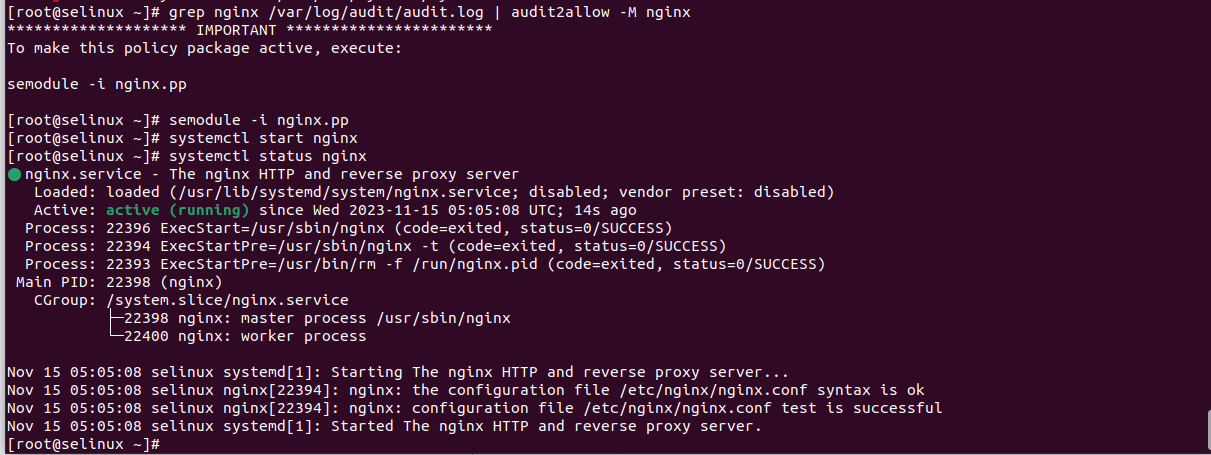 [root@selinux ~]# grep nginx /var/log/audit/audit.log | audit2allow -M nginx
******************** IMPORTANT ***********************
To make this policy package active, execute:

semodule -i nginx.pp

[root@selinux ~]# semodule -i nginx.pp
[root@selinux ~]# systemctl start nginx
[root@selinux ~]# systemctl status nginx
● nginx.service - The nginx HTTP and reverse proxy server
   Loaded: loaded (/usr/lib/systemd/system/nginx.service; disabled; vendor preset: disabled)
   Active: active (running) since Wed 2023-11-15 05:05:08 UTC; 14s ago
  Process: 22396 ExecStart=/usr/sbin/nginx (code=exited, status=0/SUCCESS)
  Process: 22394 ExecStartPre=/usr/sbin/nginx -t (code=exited, status=0/SUCCESS)
  Process: 22393 ExecStartPre=/usr/bin/rm -f /run/nginx.pid (code=exited, status=0/SUCCESS)
 Main PID: 22398 (nginx)
   CGroup: /system.slice/nginx.service
           ├─22398 nginx: master process /usr/sbin/nginx
           └─22400 nginx: worker process

Nov 15 05:05:08 selinux systemd[1]: Starting The nginx HTTP and reverse proxy server...
Nov 15 05:05:08 selinux nginx[22394]: nginx: the configuration file /etc/nginx/nginx.conf syntax is ok
Nov 15 05:05:08 selinux nginx[22394]: nginx: configuration file /etc/nginx/nginx.conf test is successful
Nov 15 05:05:08 selinux systemd[1]: Started The nginx HTTP and reverse proxy server.
[root@selinux ~]#